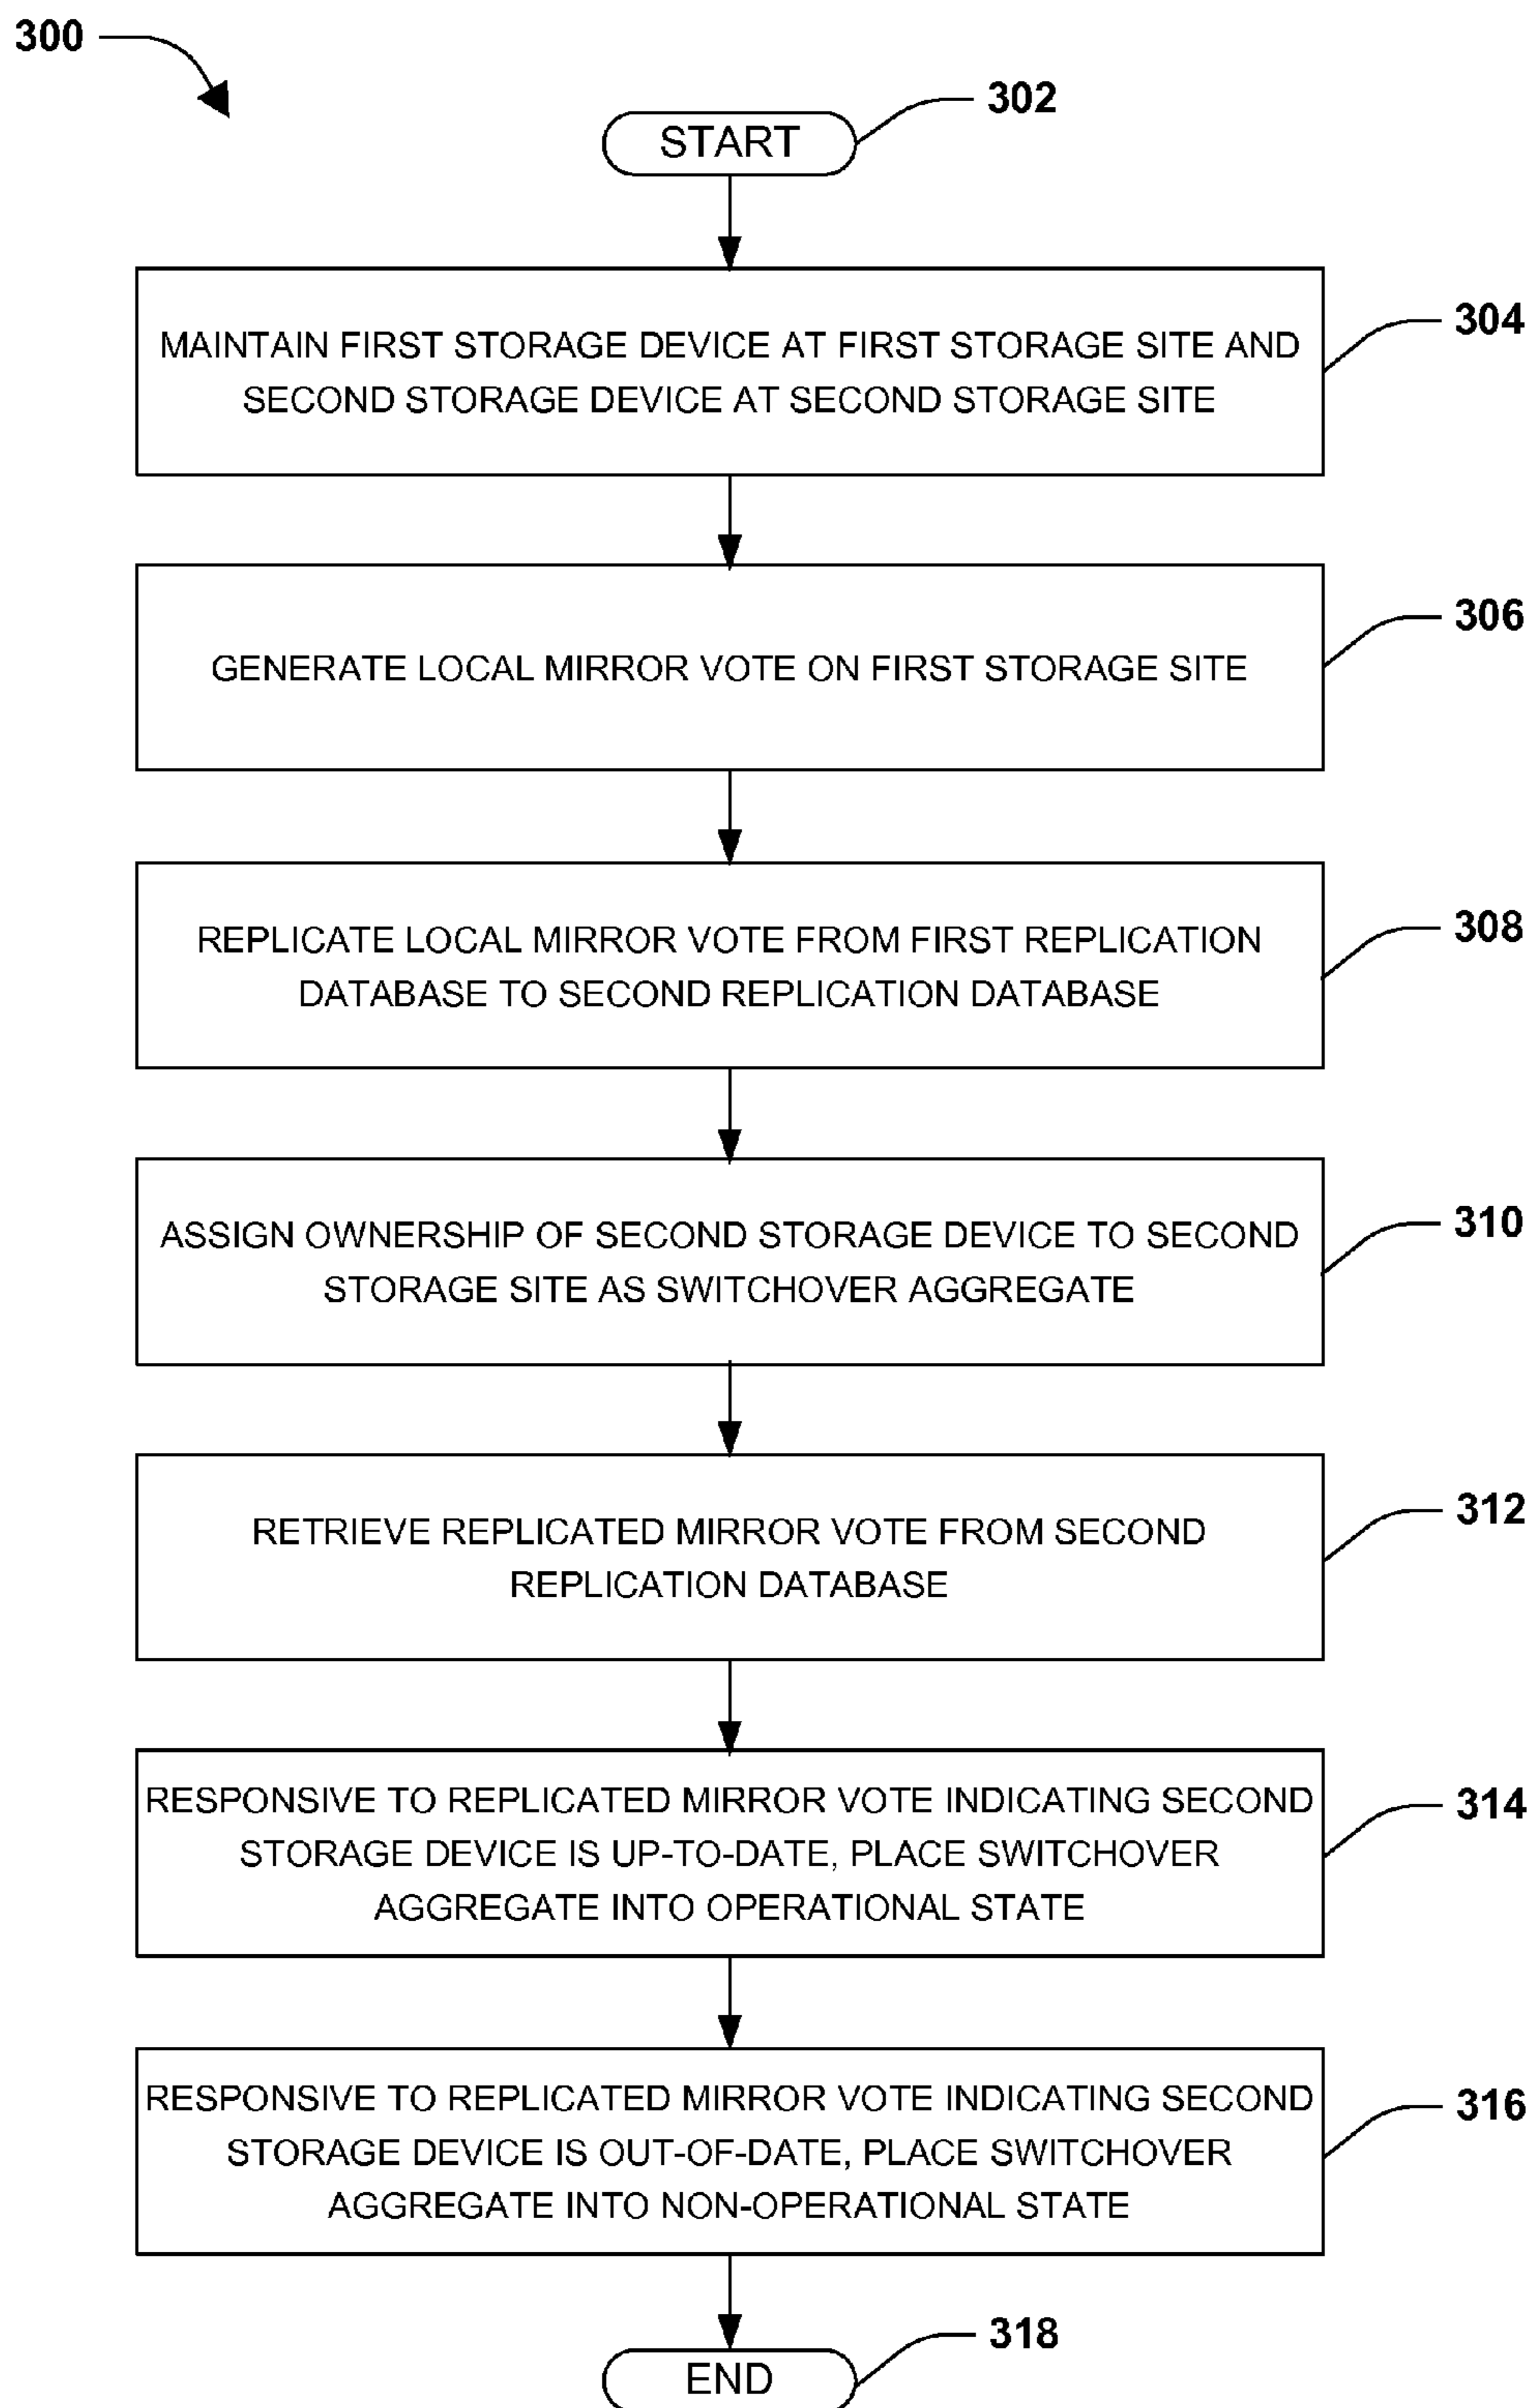 300
302
START
304
MAINTAIN FIRST STORAGE DEVICE AT FIRST STORAGE SITE AND
SECOND STORAGE DEVICE AT SECOND STORAGE SITE
306
GENERATE LOCAL MIRROR VOTE ON FIRST STORAGE SITE
308
REPLICATE LOCAL MIRROR VOTE FROM FIRST REPLICATION
DATABASE TO SECOND REPLICATION DATABASE
310
ASSIGN OWNERSHIP OF SECOND STORAGE DEVICE TO SECOND
STORAGE SITE AS SWITCHOVER AGGREGATE
312
RETRIEVE REPLICATED MIRROR VOTE FROM SECOND
REPLICATION DATABASE
314
RESPONSIVE TO REPLICATED MIRROR VOTE INDICATING SECOND
STORAGE DEVICE IS UP-TO-DATE, PLACE SWITCHOVER
AGGREGATE INTO OPERATIONAL STATE
316
RESPONSIVE TO REPLICATED MIRROR VOTE INDICATING SECOND
STORAGE DEVICE IS OUT-OF-DATE, PLACE SWITCHOVER
AGGREGATE INTO NON-OPERATIONAL STATE
318
END